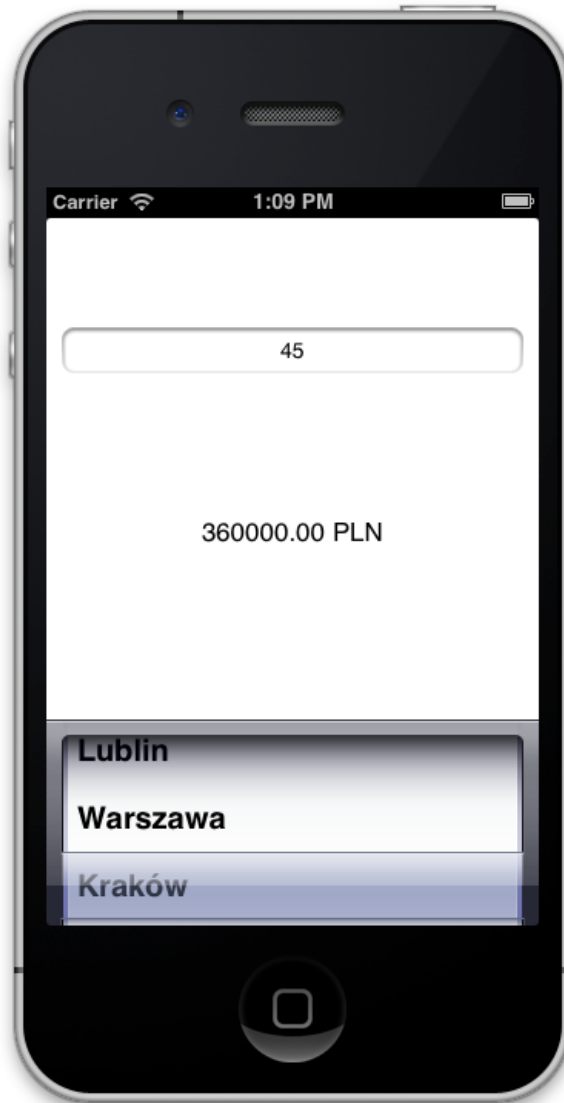 Carrier 1:09 PM
45
360000.00 PLN
Lublin
Warszawa
Kraków